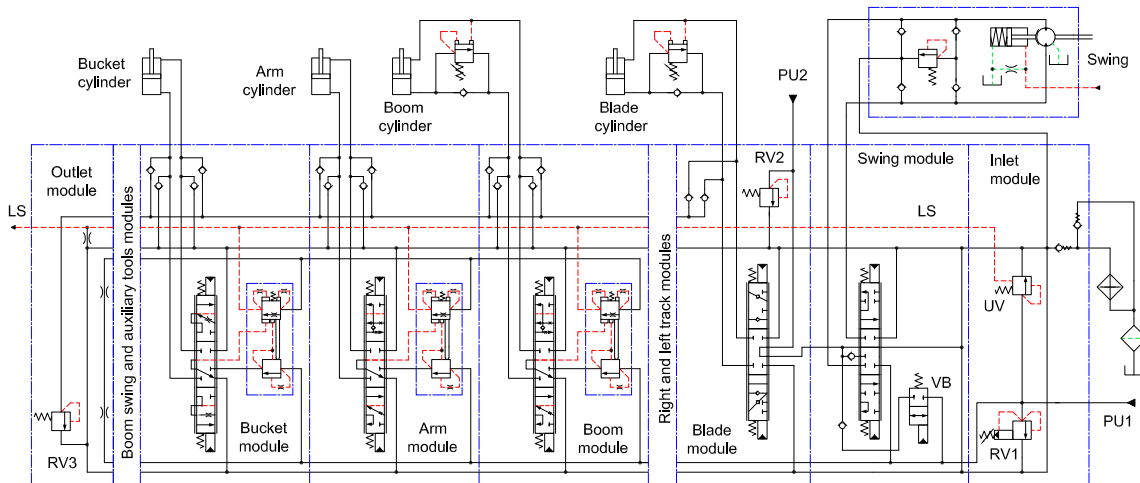 Bucket
cylinder
Arm
cylinder
Boom
cylinder
Blade
cylinder
PU2
Swing
Outlet
module
RV2
Swing module
Inlet
module
LS
LS
Boom swing and auxiliary tools modules
Right and left track modules
UV
VB
PU1
RV3
Bucket
module
Arm
module
Boom
module
Blade
module
RV1